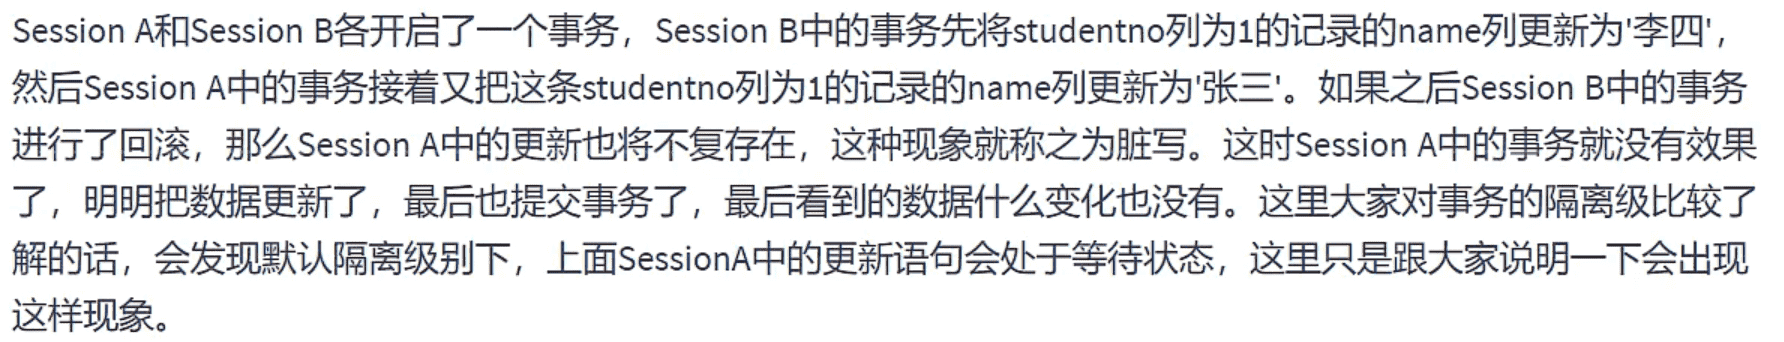 Session A和Session B各开启了一个事务，Session B中的事务先将studentno列为1的记录的name列更新为'李四'，
然后Session A中的事务接着又把这条studentno列为1的记录的name列更新为'张三'。如果之后Session B中的事务
进行了回滚，那么Session A中的更新也将不复存在，这种现象就称之为脏写。这时Session A中的事务就没有效果
了，明明把数据更新了，最后也提交事务了，最后看到的数据什么变化也没有。这里大家对事务的隔离级比较了
解的话，会发现默认隔离级别下，上面SessionA中的更新语句会处于等待状态，这里只是跟大家说明一下会出现
这样现象。